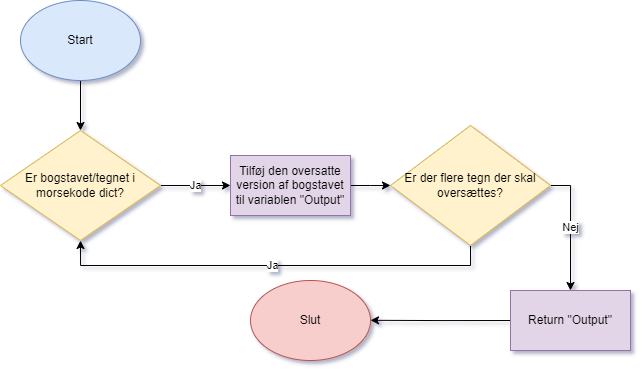 Start
Er bogstavet/tegnet i
morsekode dict?
Ja
Tilføj den oversatte
version af bogstavet
til variablen "Output"
Er der flere tegn der skal
oversættes?
Nej
Ja
Slut
Return "Output"